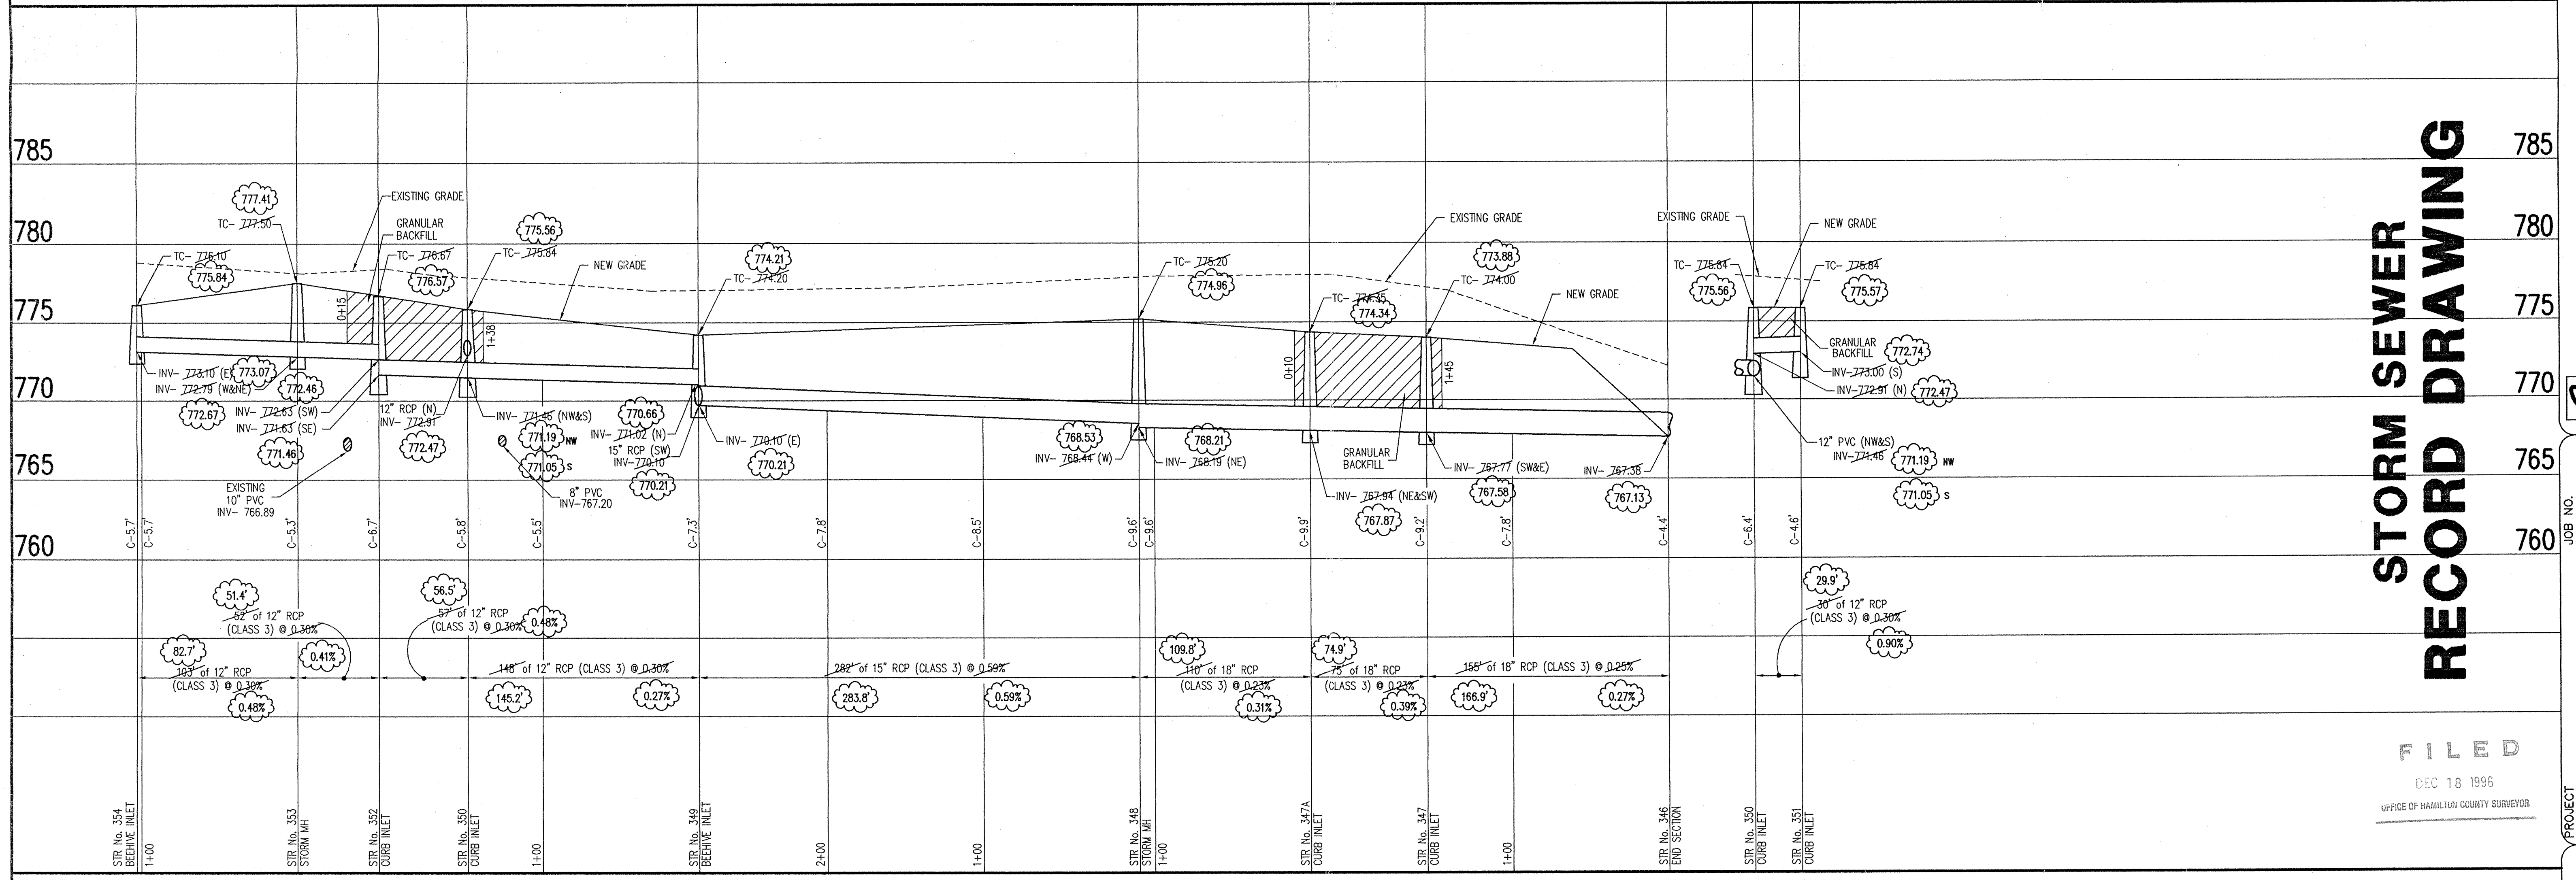 785
780
775
770
765
760
785
780
775
770
765
760
777.41
TC- 777.50
EXISTING GRADE
GRANULAR
BACKFILL
TC- 776.10
775.84
TC- 776.67
776.57
775.56
TC- 775.84
NEW GRADE
774.21
TC- 774.20
TC- 775.20
774.96
EXISTING GRADE
773.88
TC- 774.00
TC- 774.35
774.34
NEW GRADE
EXISTING GRADE
NEW GRADE
TC- 775.84
775.56
TC- 775.84
775.57
0+15
1+38
0+10
1+45
INV- 773.10 (E)
773.07
INV- 772.79 (W&NE)
772.46
772.67
INV- 772.63 (SW)
INV- 771.63 (SE)
771.46
12" RCP (N)
INV- 772.91
772.47
INV- 771.46 (NW&S)
771.19 NW
771.05 S
EXISTING
10" PVC
INV- 766.89
8" PVC
INV-767.20
770.66
INV- 771.02 (N)
15" RCP (SW)
INV-770.10
770.21
INV- 770.10 (E)
770.21
768.53
INV- 768.44 (W)
768.21
INV- 768.19 (NE)
GRANULAR
BACKFILL
INV- 767.94 (NE&SW)
767.87
INV- 767.77 (SW&E)
767.58
INV- 767.38
767.13
GRANULAR
BACKFILL
772.74
INV-773.00 (S)
INV-772.91 (N)
772.47
12" PVC (NW&S)
INV-771.46
771.19 NW
771.05 S
C-5.7'
C-5.7'
C-5.3'
C-6.7'
C-5.8'
C-5.5'
C-7.3'
C-7.8'
C-8.5'
C-9.6'
C-9.6'
C-9.9'
C-9.2'
C-7.8'
C-4.4'
C-6.4'
C-4.6'
51.4'
52' of 12" RCP
(CLASS 3) @ 0.30%
0.41%
82.7'
103' of 12" RCP
(CLASS 3) @ 0.30%
0.48%
56.5'
57' of 12" RCP
(CLASS 3) @ 0.30%
0.48%
148' of 12" RCP (CLASS 3) @ 0.30%
145.2'
0.27%
282' of 15" RCP (CLASS 3) @ 0.59%
283.8'
0.59%
109.8'
110' of 18" RCP
(CLASS 3) @ 0.23%
0.31%
74.9'
75' of 18" RCP
(CLASS 3) @ 0.23%
0.39%
155' of 18" RCP (CLASS 3) @ 0.25%
166.9'
0.27%
29.9'
30' of 12" RCP
(CLASS 3) @ 0.30%
0.90%
STR No. 354
BEEHIVE INLET
1+00
STR No. 353
STORM MH
STR No. 352
CURB INLET
STR No. 350
CURB INLET
1+00
STR No. 349
BEEHIVE INLET
2+00
1+00
STR No. 348
STORM MH
1+00
STR No. 347A
CURB INLET
STR No. 347
CURB INLET
1+00
STR No. 346
END SECTION
STR No. 350
CURB INLET
STR No. 351
CURB INLET
STORM SEWER
RECORD DRAWING
FILED
DEC 18 1996
OFFICE OF HAMILTON COUNTY SURVEYOR
JOB NO.
PROJECT